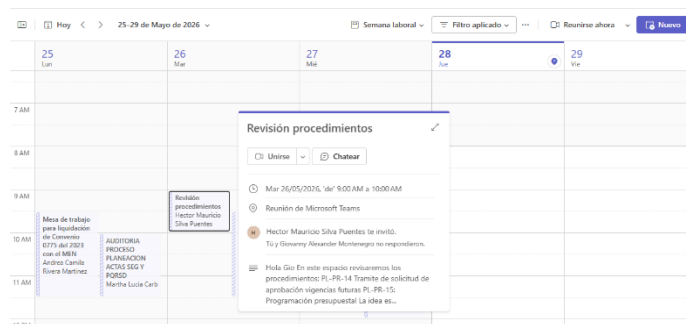 Hoy
25-29 de Mayo de 2026
Semana laboral
Filtro aplicado
Reunirse ahora
Nuevo
25
Lun
26
Mar
27
Mié
28
Jue
29
Vie
7 AM
8 AM
9 AM
10 AM
11 AM
Mesa de trabajo
para liquidación
de Convenio
0775 del 2023
con el MEN
Andrea Camila
Rivera Martinez
AUDITORIA
PROCESO
PLANEACION
ACTAS SEG Y
PQRSD
Martha Lucia Carb
Revisión
procedimientos
Hector Mauricio
Silva Puentes
Revisión procedimientos
Unirse
Chatear
Mar 26/05/2026, 'de' 9:00 AM a 10:00 AM
Reunión de Microsoft Teams
H
Hector Mauricio Silva Puentes te invitó.
Tú y Giovanny Alexander Montenegro no respondieron.
Hola Gio En este espacio revisaremos los
procedimientos: PL-PR-14 Tramite de solicitud de
aprobación vigencias futuras PL-PR-15:
Programación presupuestal La idea es...